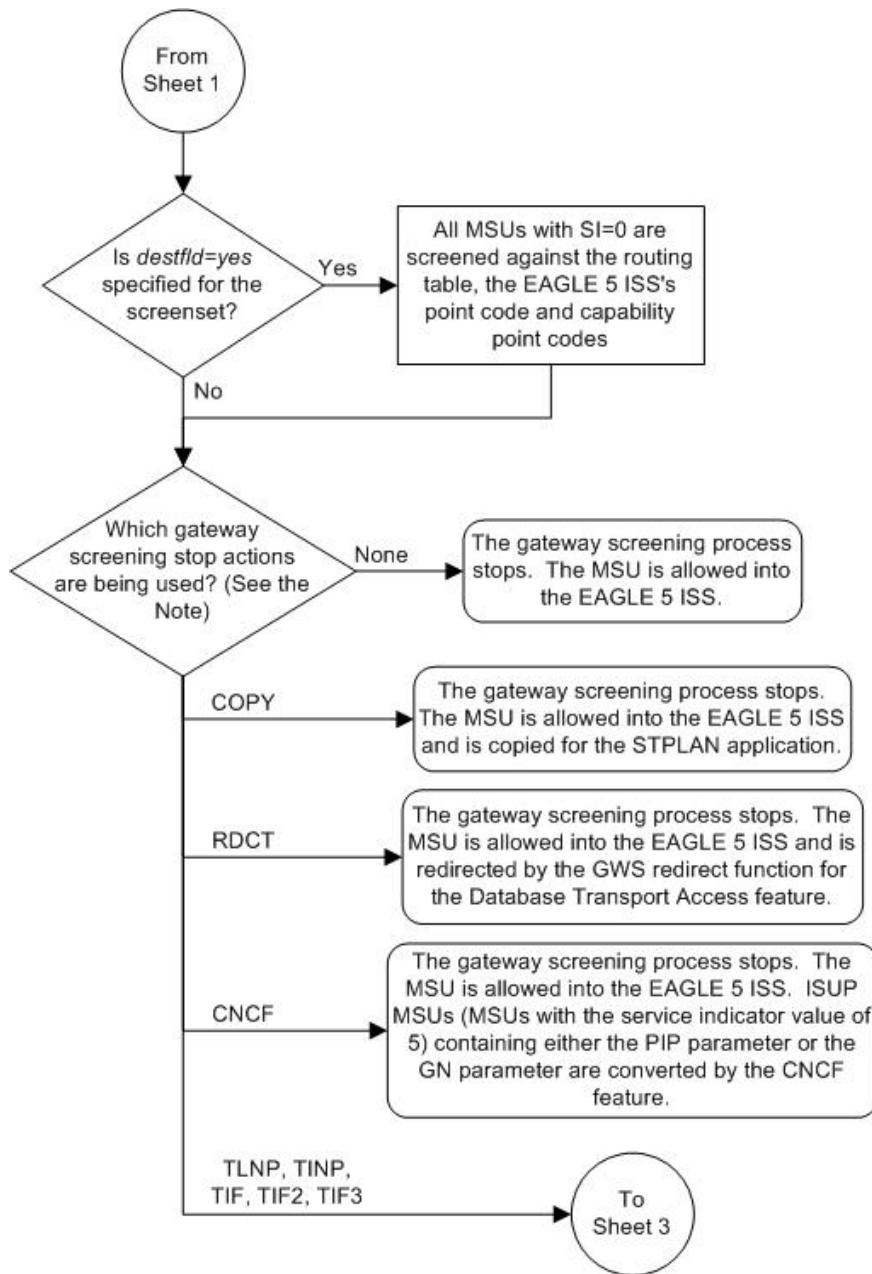 From
Sheet 1
Is destfld=yes
specified for the
screenset?
Yes
All MSUs with SI=0 are
screened against the routing
table, the EAGLE 5 ISS's
point code and capability
point codes
No
Which gateway
screening stop actions
are being used? (See the
Note)
None
The gateway screening process
stops.  The MSU is allowed into
the EAGLE 5 ISS.
COPY
The gateway screening process stops.
The MSU is allowed into the EAGLE 5 ISS
and is copied for the STPLAN application.
RDCT
The gateway screening process stops.  The
MSU is allowed into the EAGLE 5 ISS and is
redirected by the GWS redirect function for
the Database Transport Access feature.
CNCF
The gateway screening process stops.  The
MSU is allowed into the EAGLE 5 ISS.  ISUP
MSUs (MSUs with the service indicator value of
5) containing either the PIP parameter or the
GN parameter are converted by the CNCF
feature.
TLNP, TINP,
TIF, TIF2, TIF3
To
Sheet 3